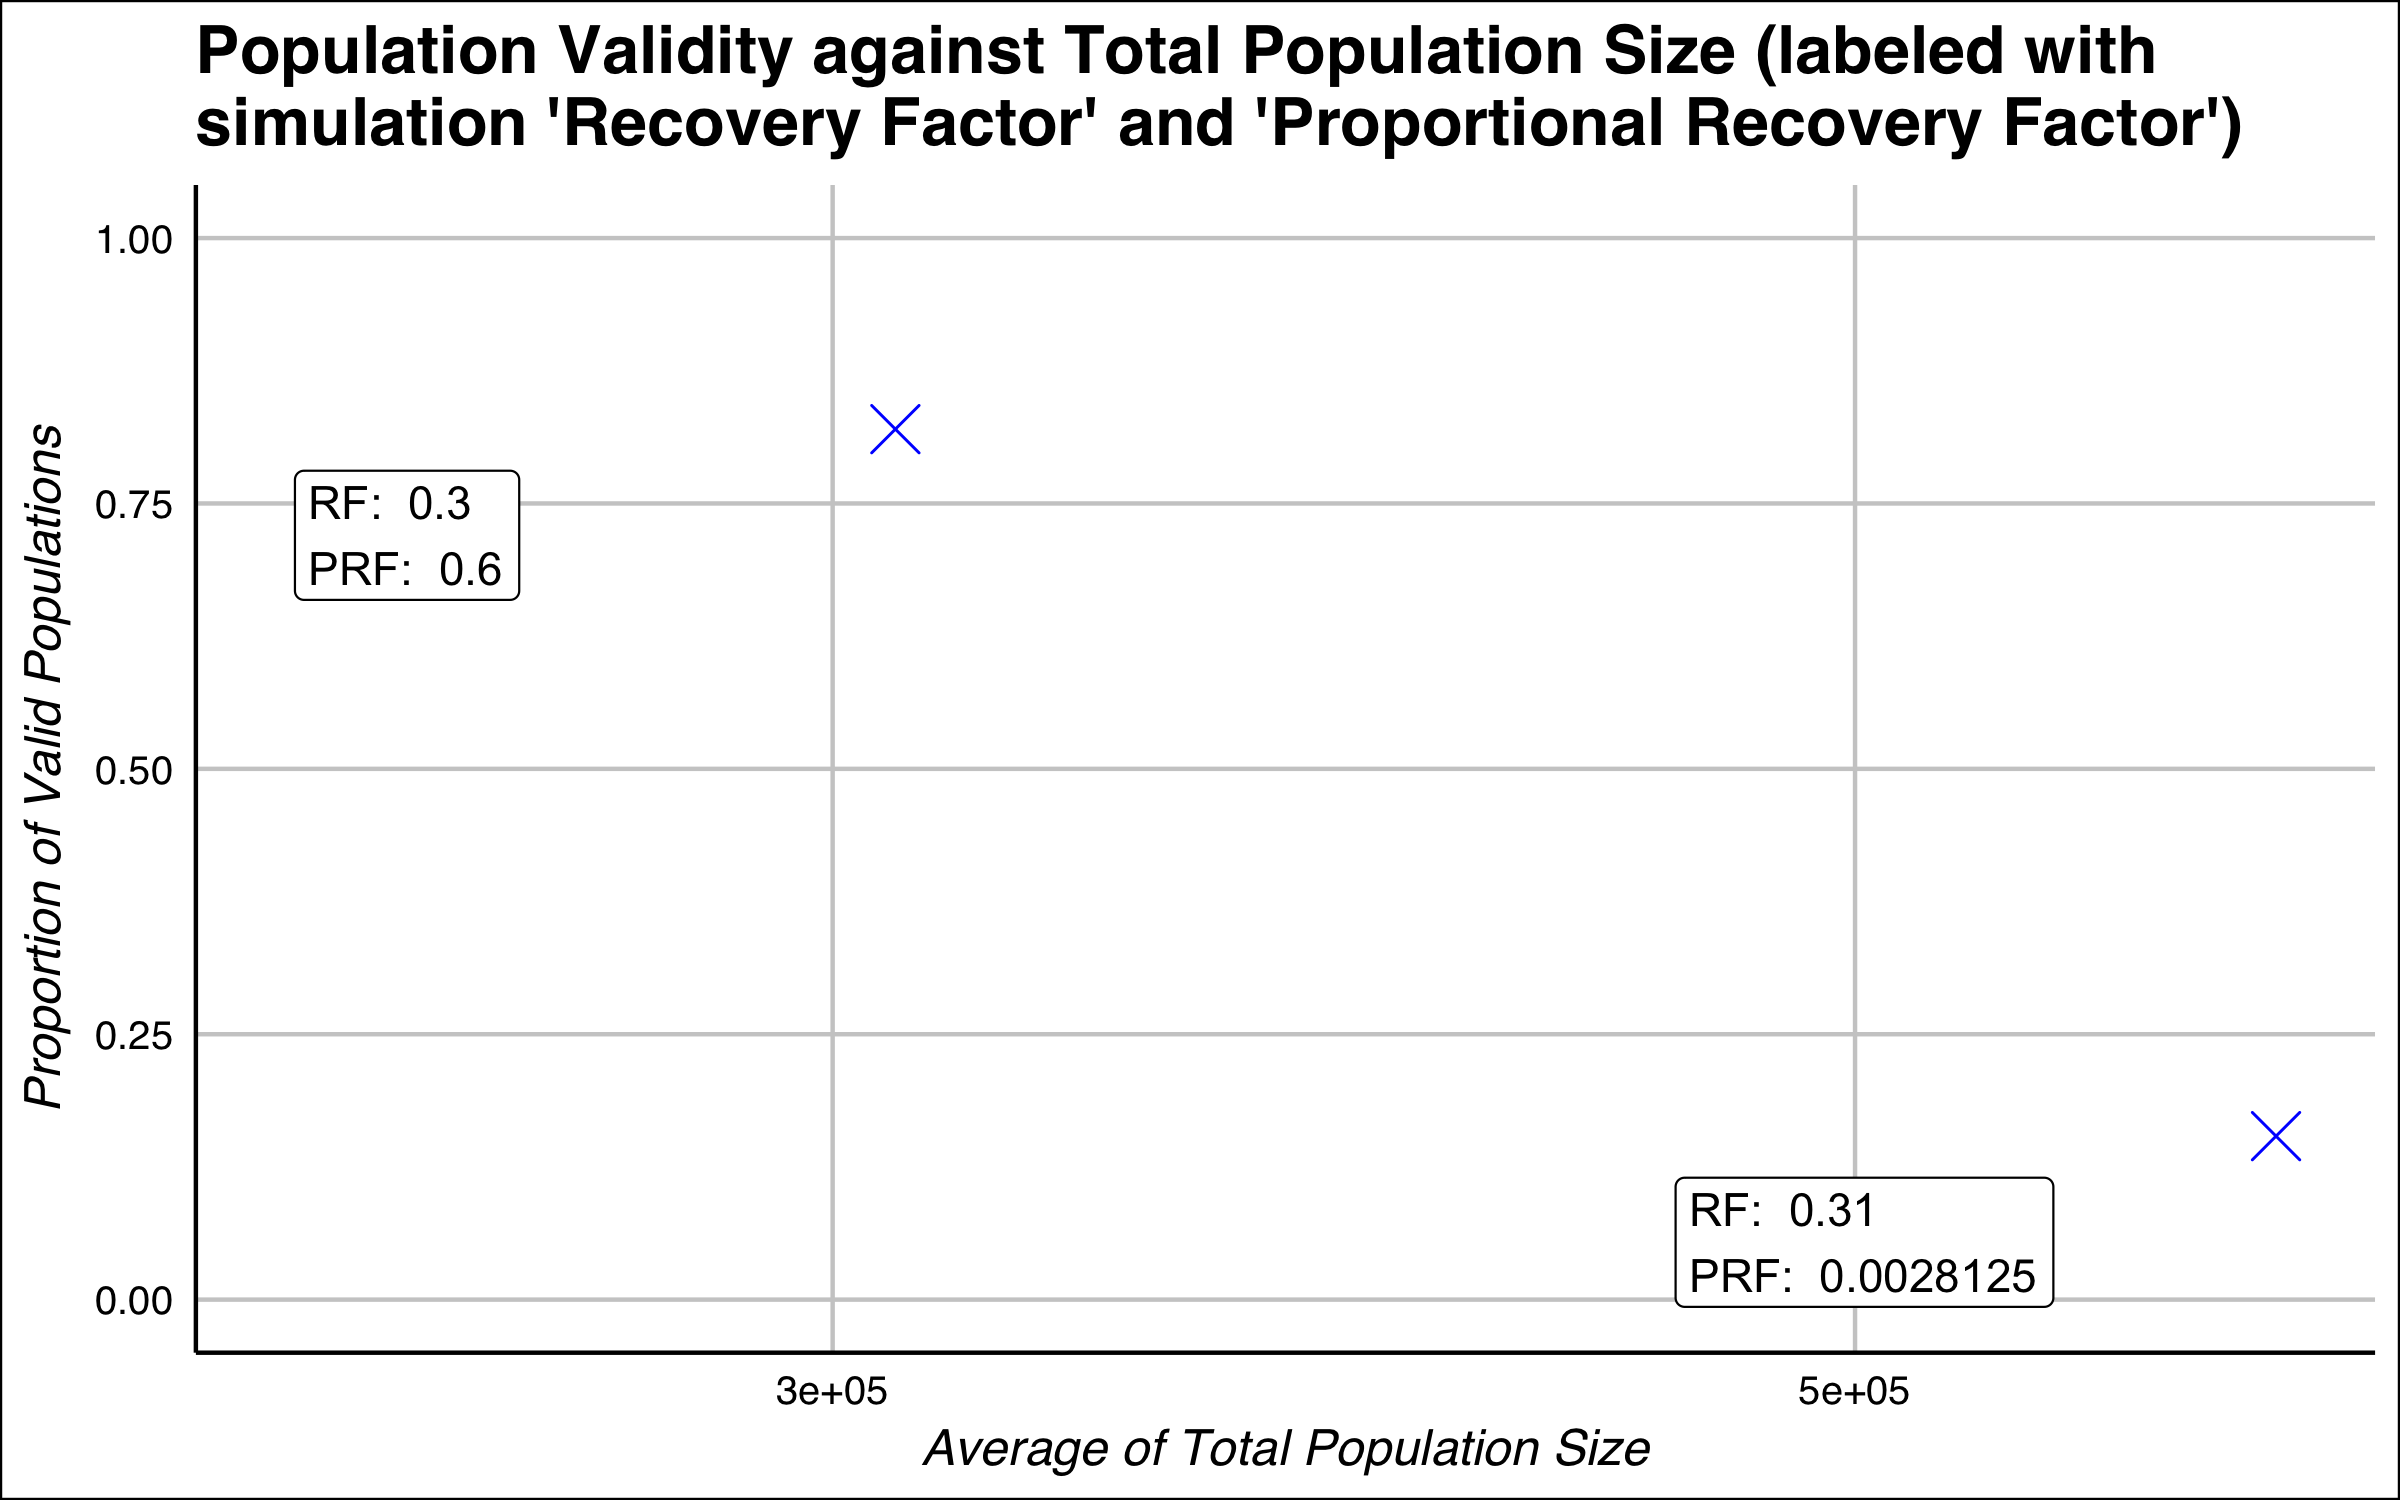 Population Validity against Total Population Size (labeled with
simulation 'Recovery Factor' and 'Proportional Recovery Factor')
Proportion of Valid Populations
1.00
0.75
0.50
0.25
0.00
RF:  0.3
PRF:  0.6
RF:  0.31
PRF:  0.0028125
3e+05
5e+05
Average of Total Population Size